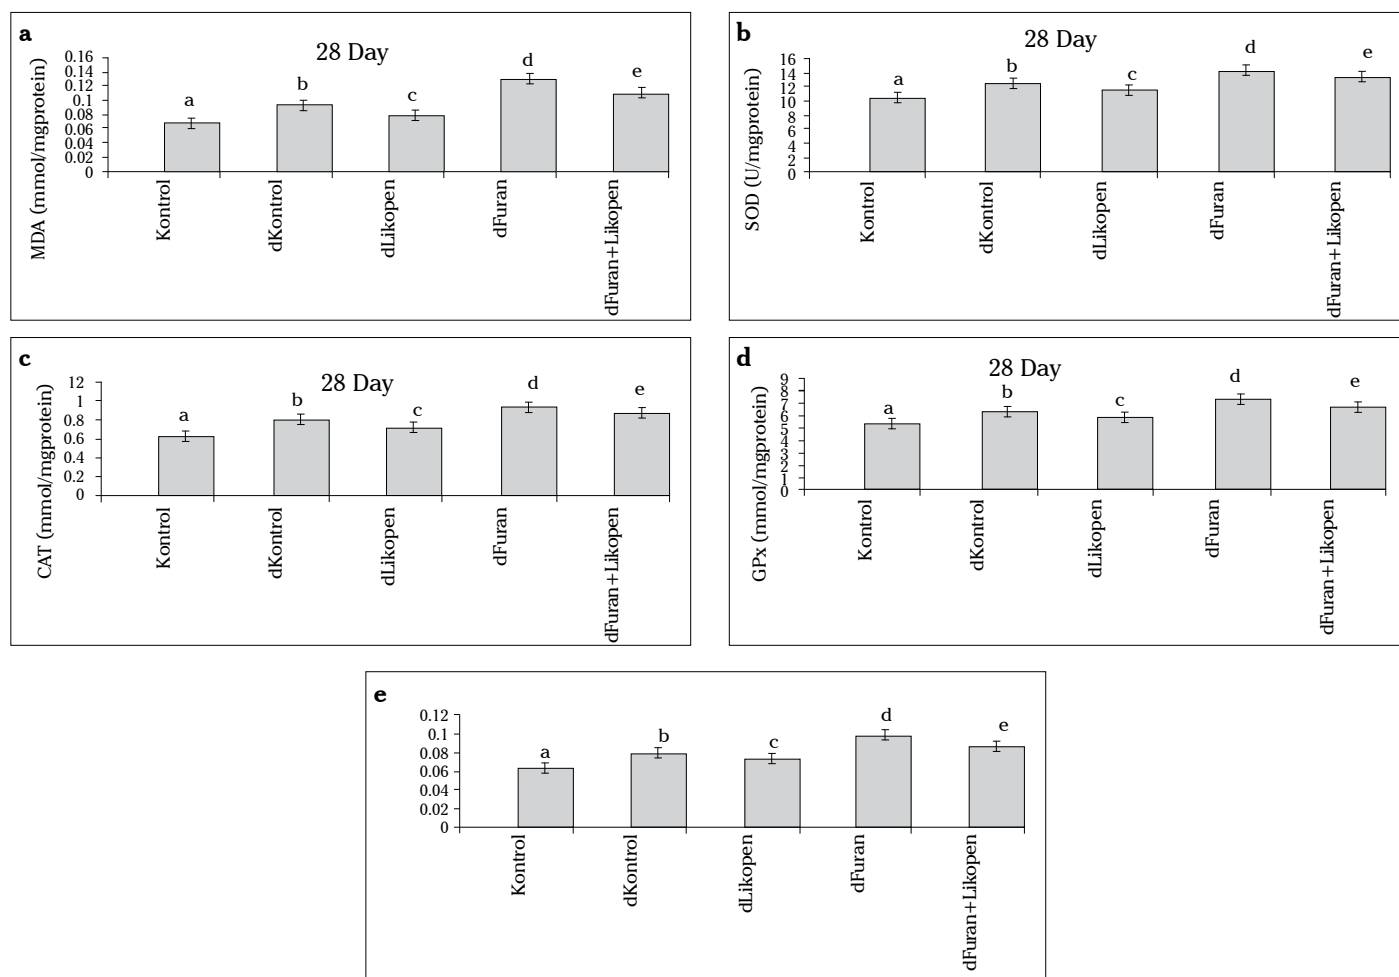 a
28 Day
MDA (mmol/mgprotein)
0.16
0.14
0.12
0.1
0.08
0.06
0.04
0.02
0
a
b
c
d
e
Kontrol
dKontrol
dLikopen
dFuran
dFuran+Likopen
b
28 Day
SOD (U/mgprotein)
16
14
12
10
8
6
4
2
0
a
b
c
d
e
Kontrol
dKontrol
dLikopen
dFuran
dFuran+Likopen
c
28 Day
CAT (mmol/mgprotein)
12
1
0.8
0.6
0.4
0.2
0
a
b
c
d
e
Kontrol
dKontrol
dLikopen
dFuran
dFuran+Likopen
d
28 Day
GPx (mmol/mgprotein)
9
8
7
6
5
4
3
2
1
0
a
b
c
d
e
Kontrol
dKontrol
dLikopen
dFuran
dFuran+Likopen
e
0.12
0.1
0.08
0.06
0.04
0.02
0
a
b
c
d
e
Kontrol
dKontrol
dLikopen
dFuran
dFuran+Likopen